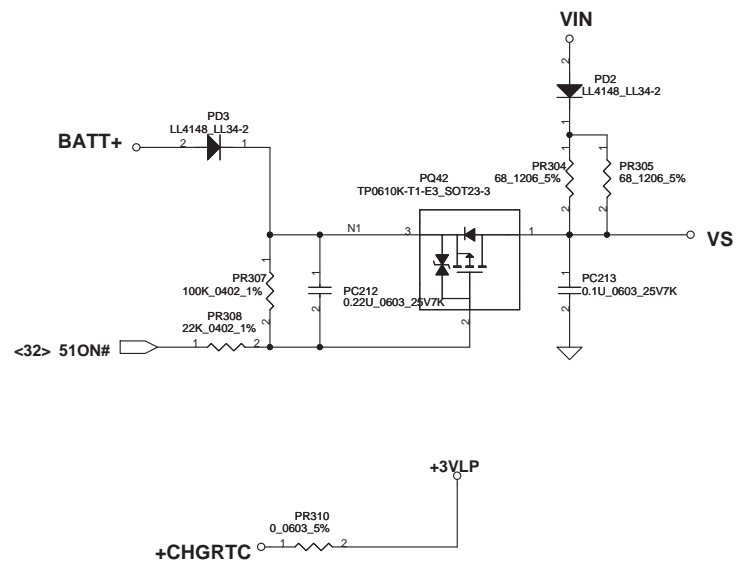 VIN
2
PD2
LL4148_LL34-2
1
PD3
LL4148_LL34-2
BATT+
2
1
1
1
PR304
68_1206_5%
PR305
68_1206_5%
2
2
PQ42
TP0610K-T1-E3_SOT23-3
N1
3
1
VS
2
1
PR307
100K_0402_1%
2
1
PC212
0.22U_0603_25V7K
2
1
PC213
0.1U_0603_25V7K
2
PR308
22K_0402_1%
<32> 51ON#
1
2
+3VLP
PR310
0_0603_5%
+CHGRTC
1
2